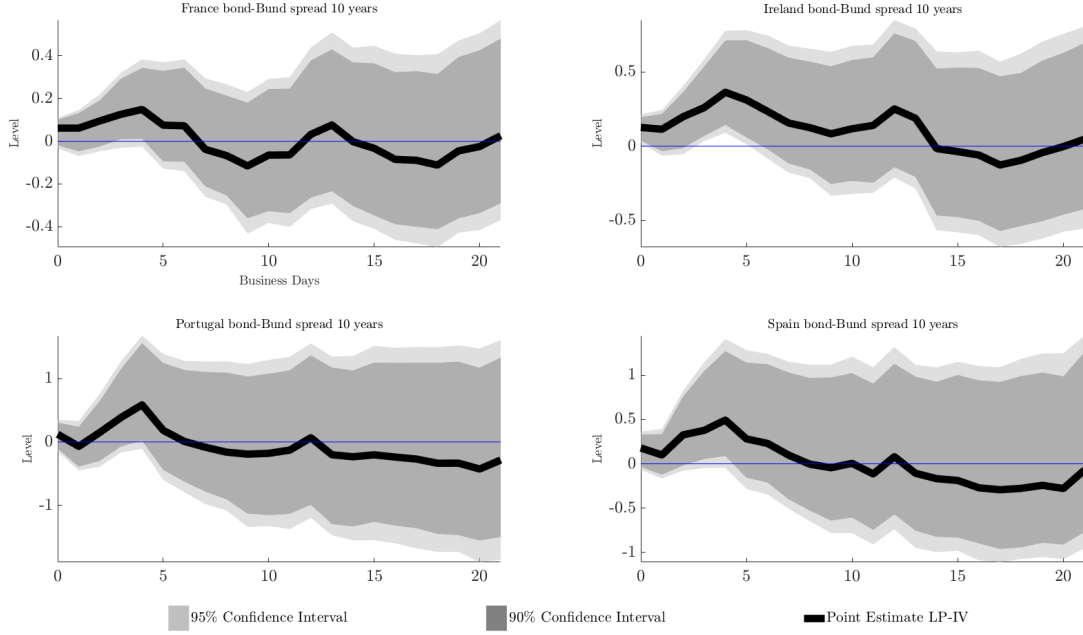 France bond-Bund spread 10 years
Level
0.4
0.2
0
-0.2
-0.4
0 5 10 15 20
Business Days
Ireland bond-Bund spread 10 years
Level
0.5
0
-0.5
0 5 10 15 20
Portugal bond-Bund spread 10 years
Level
1
0
-1
0 5 10 15 20
Spain bond-Bund spread 10 years
Level
1
0.5
0
-0.5
-1
0 5 10 15 20
95% Confidence Interval 90% Confidence Interval Point Estimate LP-IV